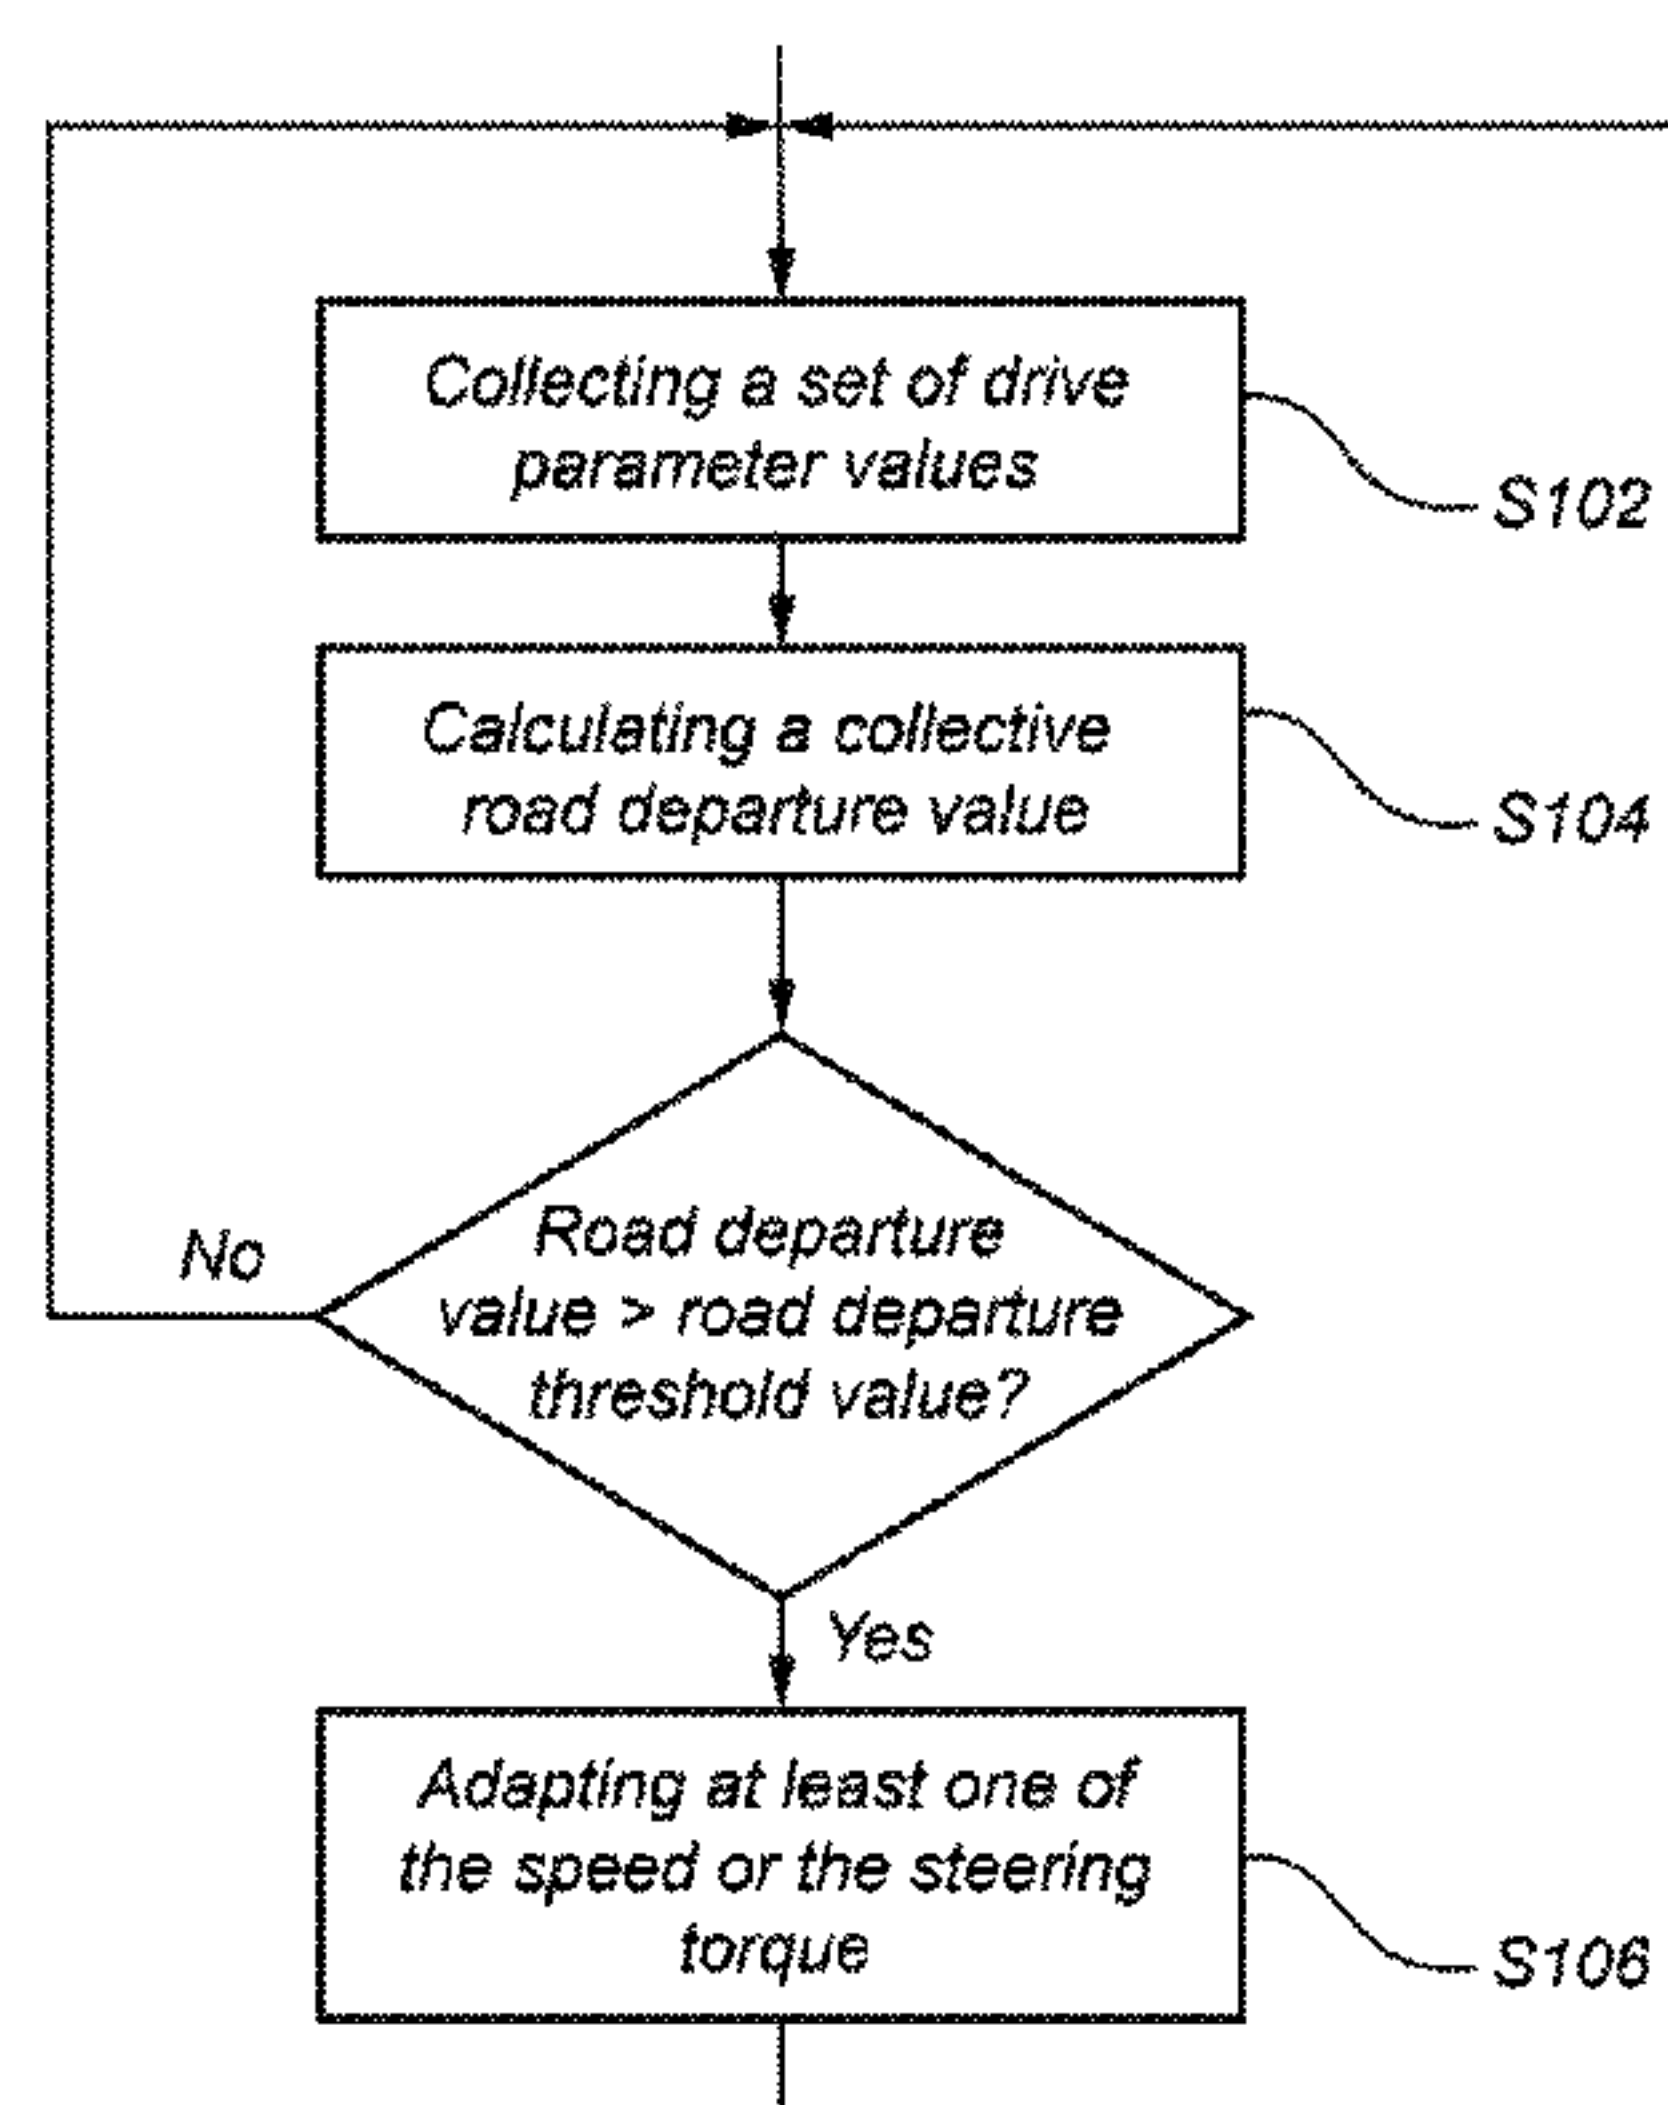 Collecting a set of drive
parameter values
S102
Calculating a collective
road departure value
S104
Road departure
value > road departure
threshold value?
No
Yes
Adapting at least one of
the speed or the steering
torque
S106